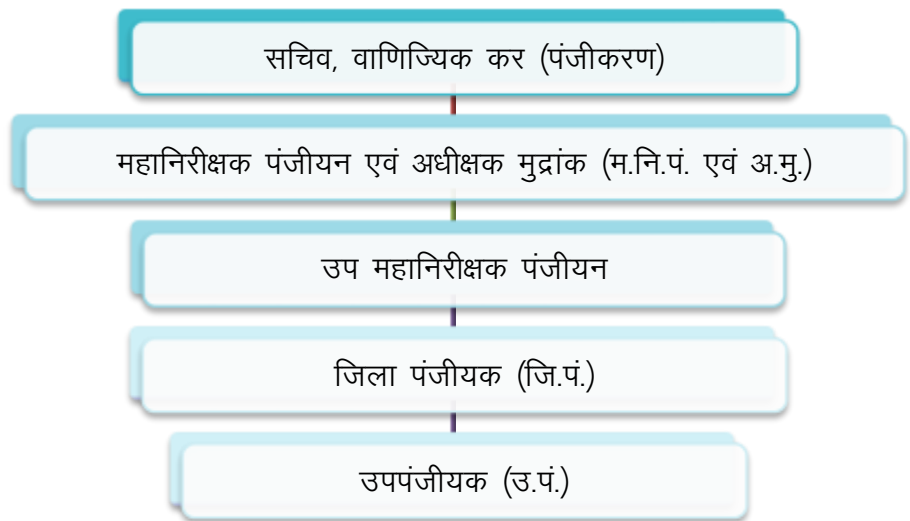 सचिव, वाणिज्यिक कर (पंजीकरण)
महानिरीक्षक पंजीयन एवं अधीक्षक मुद्रांक (म.नि.पं. एवं अ.मु.)
उप महानिरीक्षक पंजीयन
जिला पंजीयक (जि.पं.)
उपपंजीयक (उ.पं.)